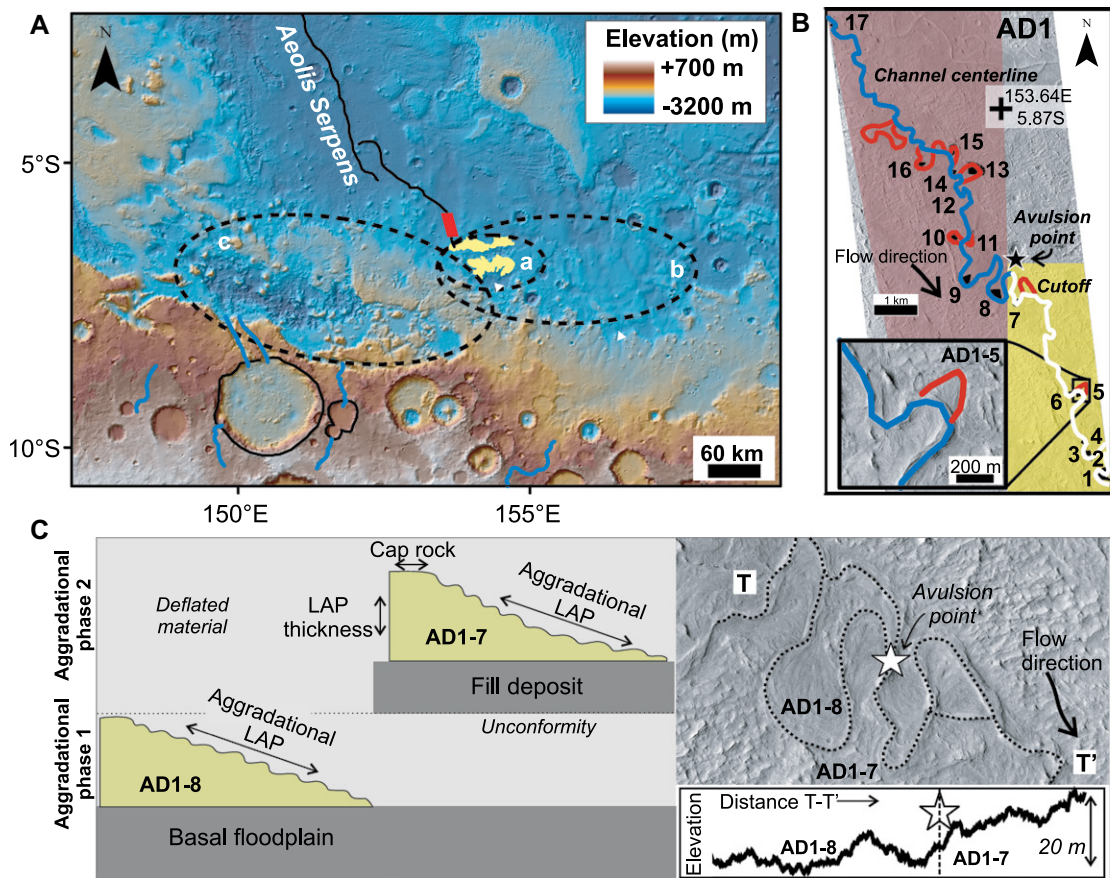 A
N
Aeolis Serpens
Elevation (m)
+700 m
-3200 m
5°S
10°S
c
a
b
60 km
150°E
155°E
B
17
AD1
N
Channel centerline
153.64E
5.87S
15
16
13
14
12
Avulsion
point
10
11
Flow direction
9
8
7
Cutoff
1 km
AD1-5
200 m
6
5
4
3
2
1
C
Aggradational
phase 2
Aggradational
phase 1
Cap rock
Deflated
material
LAP
thickness
Aggradational
LAP
AD1-7
Fill deposit
Unconformity
Aggradational
LAP
AD1-8
Basal floodplain
T
Avulsion
point
Flow
direction
AD1-8
AD1-7
T'
Distance T-T'
Elevation
AD1-8
AD1-7
20 m